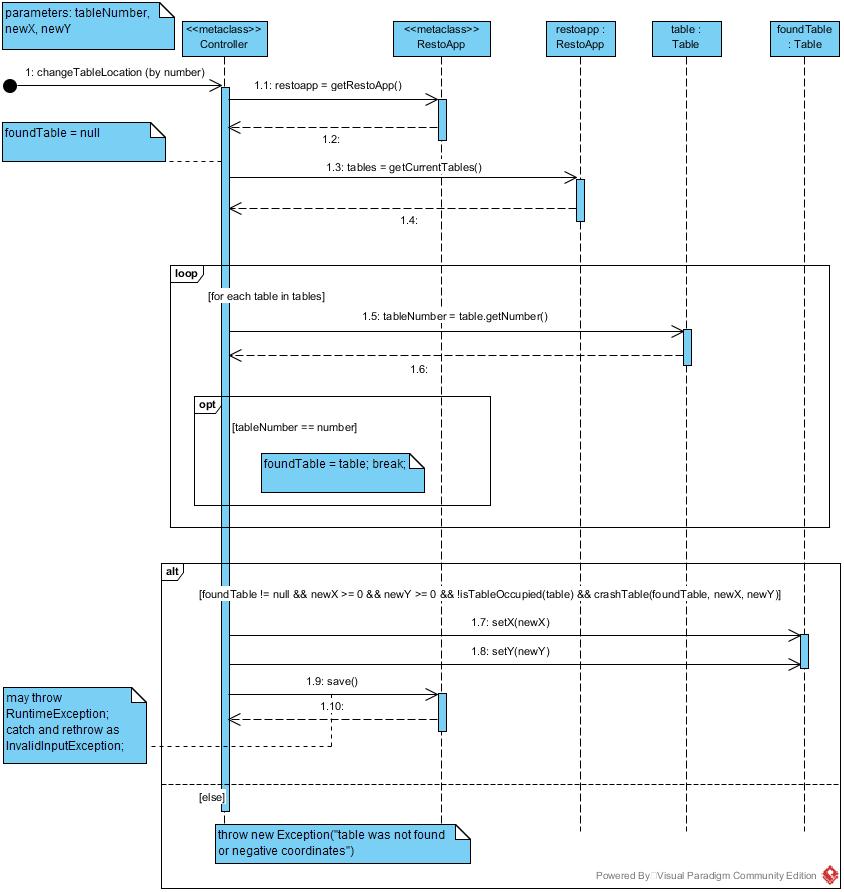 parameters: tableNumber,
newX, newY
<<metaclass>>
Controller
<<metaclass>>
RestoApp
restoapp :
RestoApp
table :
Table
foundTable
: Table
1: changeTableLocation (by number)
1.1: restoapp = getRestoApp()
foundTable = null
1.2:
1.3: tables = getCurrentTables()
1.4:
loop
[for each table in tables]
1.5: tableNumber = table.getNumber()
1.6:
opt
[tableNumber == number]
foundTable = table; break;
alt
[foundTable != null && newX >= 0 && newY >= 0 && !isTableOccupied(table) && crashTable(foundTable, newX, newY)]
1.7: setX(newX)
1.8: setY(newY)
1.9: save()
may throw
RuntimeException;
catch and rethrow as
InvalidInputException;
1.10:
[else]
throw new Exception("table was not found
or negative coordinates")
Powered By Visual Paradigm Community Edition